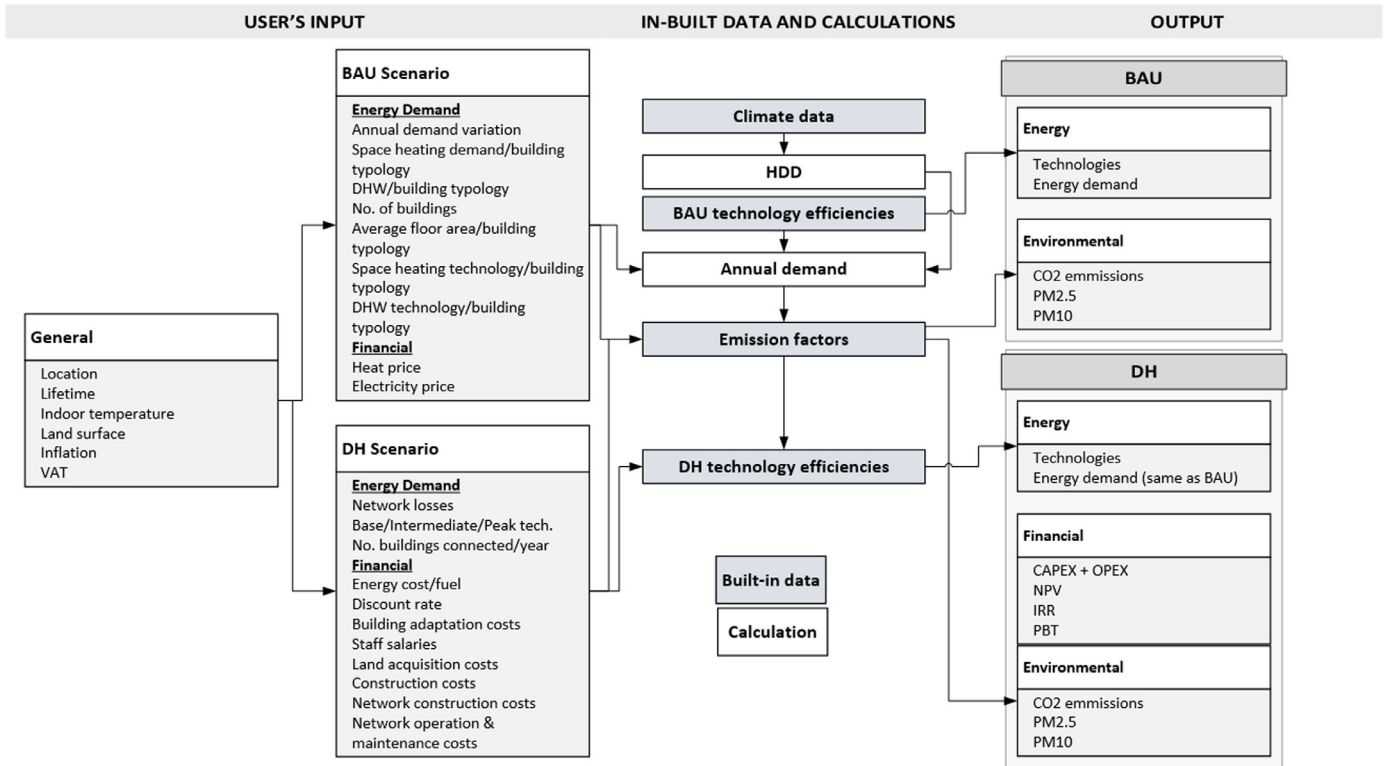 USER’S INPUT
IN-BUILT DATA AND CALCULATIONS
OUTPUT
General
Location
Lifetime
Indoor temperature
Land surface
Inflation
VAT
BAU Scenario
Energy Demand
Annual demand variation
Space heating demand/building
typology
DHW/building typology
No. of buildings
Average floor area/building
typology
Space heating technology/building
typology
DHW technology/building
typology
Financial
Heat price
Electricity price
DH Scenario
Energy Demand
Network losses
Base/Intermediate/Peak tech.
No. buildings connected/year
Financial
Energy cost/fuel
Discount rate
Building adaptation costs
Staff salaries
Land acquisition costs
Construction costs
Network construction costs
Network operation &
maintenance costs
Climate data
HDD
BAU technology efficiencies
Annual demand
Emission factors
DH technology efficiencies
Built-in data
Calculation
BAU
Energy
Technologies
Energy demand
Environmental
CO2 emmissions
PM2.5
PM10
DH
Energy
Technologies
Energy demand (same as BAU)
Financial
CAPEX + OPEX
NPV
IRR
PBT
Environmental
CO2 emmissions
PM2.5
PM10